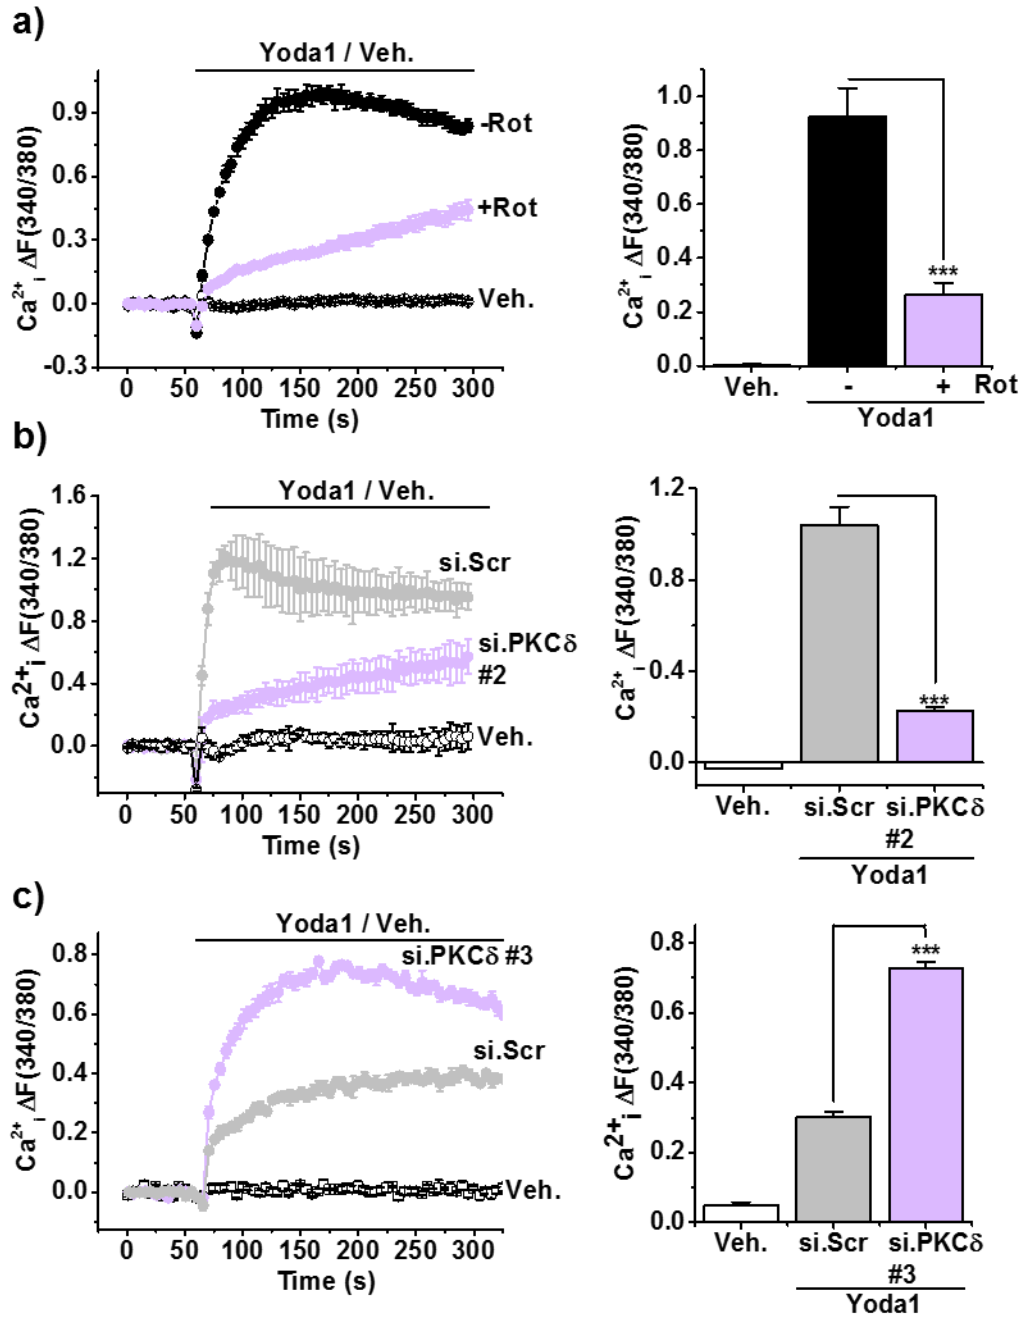 a)
Yoda1 / Veh.
Ca²⁺ᵢ ΔF(340/380)
0.9
0.6
0.3
0.0
-0.3
-Rot
+Rot
Veh.
0 50 100 150 200 250 300
Time (s)
Ca²⁺ᵢ ΔF(340/380)
1.0
0.8
0.6
0.4
0.2
0.0
***
Veh. - + Rot
Yoda1
b)
Yoda1 / Veh.
Ca²⁺ᵢ ΔF(340/380)
1.6
1.2
0.8
0.4
0.0
si.Scr
si.PKCδ
#2
Veh.
0 50 100 150 200 250 300
Time (s)
Ca²⁺ᵢ ΔF(340/380)
1.2
0.8
0.4
0.0
***
Veh. si.Scr si.PKCδ
#2
Yoda1
c)
Yoda1 / Veh.
Ca²⁺ᵢ ΔF(340/380)
0.8
0.6
0.4
0.2
0.0
si.PKCδ #3
si.Scr
Veh.
0 50 100 150 200 250 300
Time (s)
Ca²⁺ᵢ ΔF(340/380)
0.8
0.6
0.4
0.2
0.0
***
Veh. si.Scr si.PKCδ
#3
Yoda1